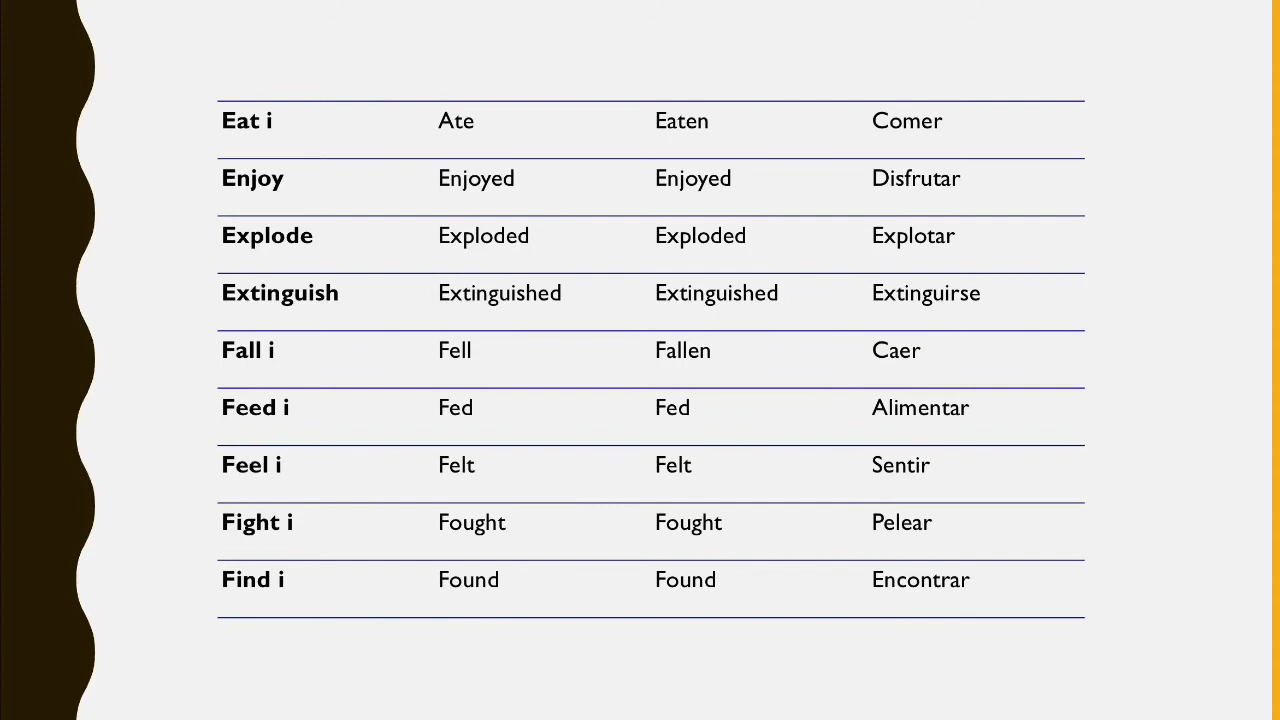 Eat i Ate Eaten Comer
Enjoy Enjoyed Enjoyed Disfrutar
Explode Exploded Exploded Explotar
Extinguish Extinguished Extinguished Extinguirse
Fall i Fell Fallen Caer
Feed i Fed Fed Alimentar
Feel i Felt Felt Sentir
Fight i Fought Fought Pelear
Find i Found Found Encontrar